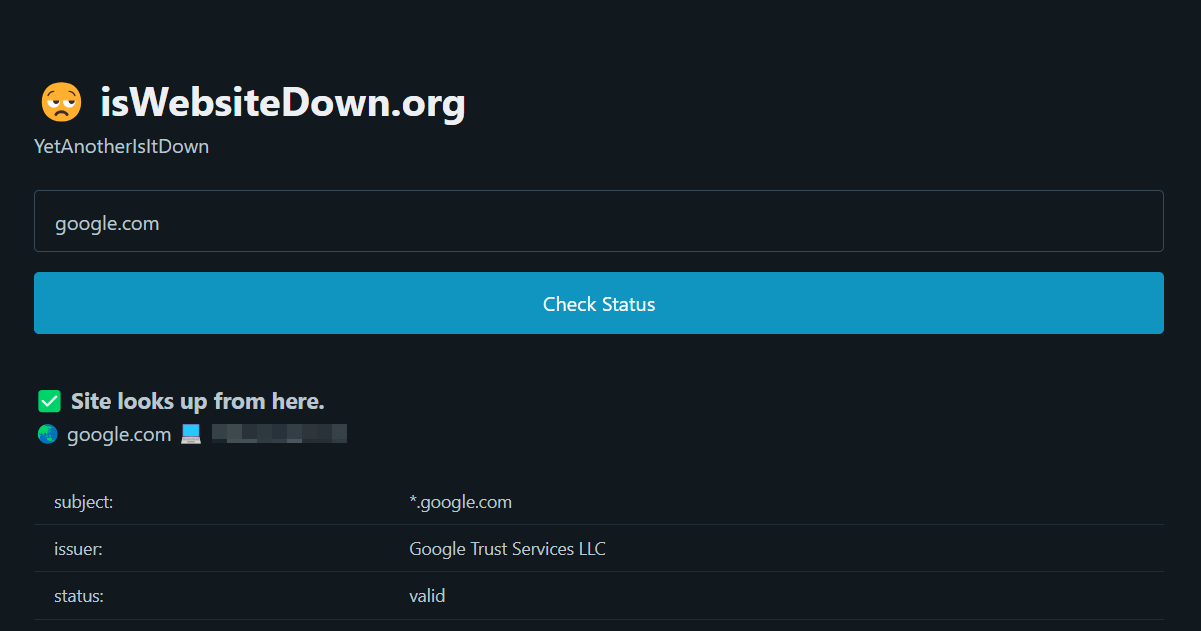 isWebsiteDown.org
YetAnotherIsItDown
google.com
Check Status
Site looks up from here.
google.com
subject: *.google.com
issuer: Google Trust Services LLC
status: valid